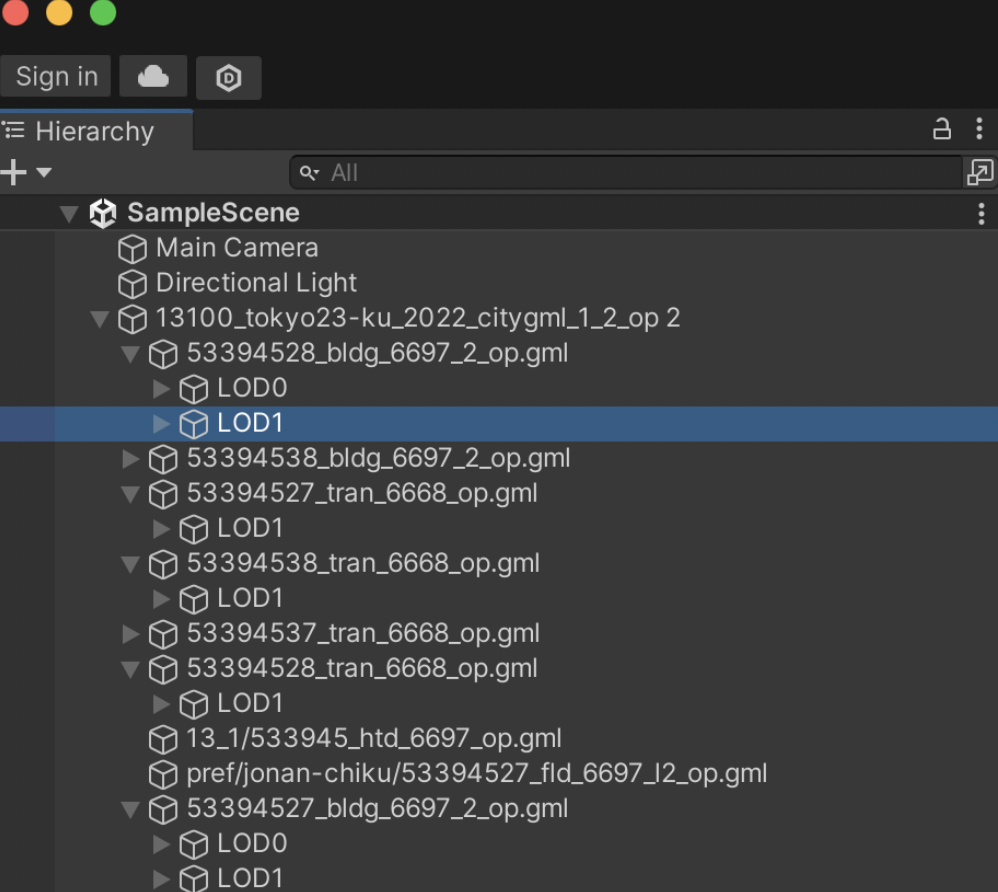 Sign in
Hierarchy
All
SampleScene
Main Camera
Directional Light
13100_tokyo23-ku_2022_citygml_1_2_op 2
53394528_bldg_6697_2_op.gml
LOD0
LOD1
53394538_bldg_6697_2_op.gml
53394527_tran_6668_op.gml
LOD1
53394538_tran_6668_op.gml
LOD1
53394537_tran_6668_op.gml
53394528_tran_6668_op.gml
LOD1
13_1/533945_htd_6697_op.gml
pref/jonan-chiku/53394527_fld_6697_l2_op.gml
53394527_bldg_6697_2_op.gml
LOD0
LOD1